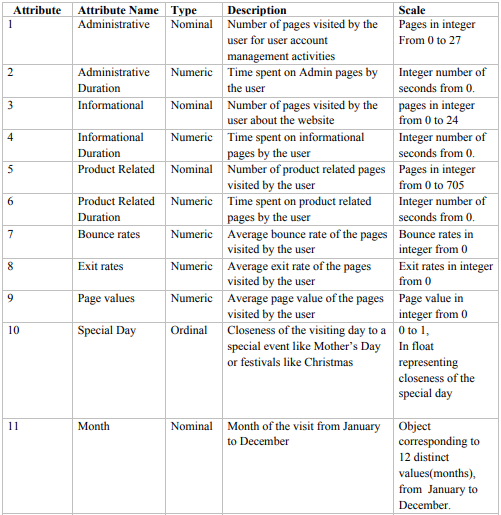 Attribute Attribute Name Type Description Scale
1 Administrative Nominal Number of pages visited by the Pages in integer
user for user account From 0 to 27
management activities
2 Administrative Numeric Time spent on Admin pages by Integer number of
Duration the user seconds from 0.
3 Informational Nominal Number of pages visited by the pages in integer
user about the website from 0 to 24
4 Informational Numeric Time spent on informational Integer number of
Duration pages by the user seconds from 0.
5 Product Related Nominal Number of product related pages Pages in integer
visited by the user from 0 to 705
6 Product Related Numeric Time spent on product related Integer number of
Duration pages by the user seconds from 0.
7 Bounce rates Numeric Average bounce rate of the pages Bounce rates in
visited by the user integer from 0
8 Exit rates Numeric Average exit rate of the pages Exit rates in integer
visited by the user from 0
9 Page values Numeric Average page value of the pages Page value in
visited by the user integer from 0
10 Special Day Ordinal Closeness of the visiting day to a 0 to 1,
special event like Mother's Day In float
or festivals like Christmas representing
closeness of the
special day
11 Month Nominal Month of the visit from January Object
to December corresponding to
12 distinct
values(months),
from January to
December.